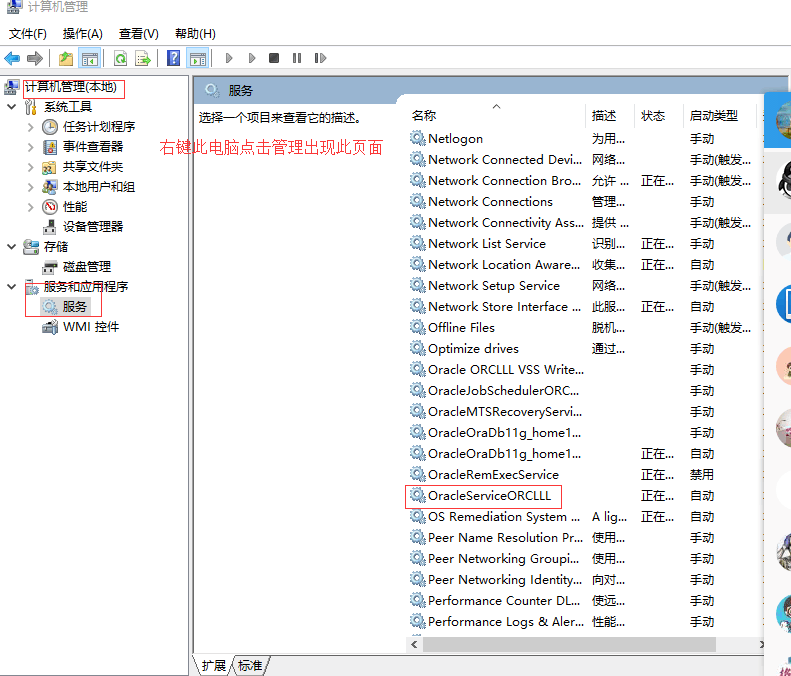 计算机管理
文件(F) 操作(A) 查看(V) 帮助(H)
计算机管理(本地)
系统工具
任务计划程序
事件查看器
共享文件夹
本地用户和组
性能
设备管理器
存储
磁盘管理
服务和应用程序
服务
WMI 控件
服务
选择一个项目来查看它的描述。
右键此电脑点击管理出现此页面
名称 描述 状态 启动类型
Netlogon 为用... 手动
Network Connected Devi... 网络... 手动(触发...
Network Connection Bro... 允许 ... 正在... 手动(触发...
Network Connections 管理... 手动
Network Connectivity Ass... 提供 ... 手动(触发...
Network List Service 识别... 正在... 手动
Network Location Aware... 收集... 正在... 自动
Network Setup Service 网络... 手动(触发...
Network Store Interface ... 此服... 正在... 自动
Offline Files 脱机... 手动(触发...
Optimize drives 通过... 手动
Oracle ORCLLL VSS Write... 手动
OracleJobSchedulerORC... 手动
OracleMTSRecoveryServi... 手动
OracleOraDb11g_home1... 手动
OracleOraDb11g_home1... 正在... 自动
OracleRemExecService 正在... 禁用
OracleServiceORCLLL 正在... 自动
OS Remediation System ... A lig... 正在... 自动
Peer Name Resolution Pr... 使用... 手动
Peer Networking Groupi... 使用... 手动
Peer Networking Identity... 向对... 手动
Performance Counter DL... 使远... 手动
Performance Logs & Aler... 性能... 手动
扩展 标准